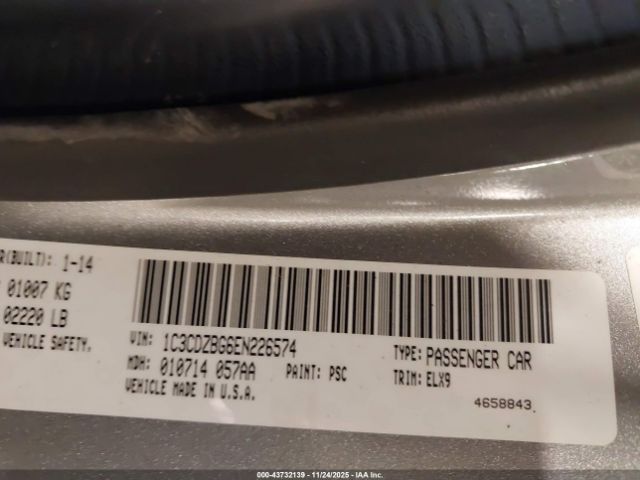 R(BUILT): 1-14
01007 KG
02220 LB
VEHICLE SAFETY,
VIN: 1C3CDZBG6EN226574
TYPE: PASSENGER CAR
MDH: 010714 057AA
PAINT: PSC
TRIM: ELX9
VEHICLE MADE IN U.S.A.
4658843
00-43732139 - 11/24/2025 - IAA Inc.